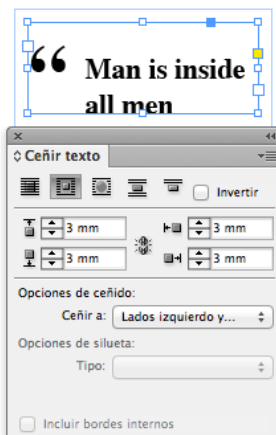 “ Man is inside
all men
Ceñir texto
Invertir
3 mm 3 mm
3 mm 3 mm
Opciones de ceñido:
Ceñir a: Lados izquierdo y...
Opciones de silueta:
Tipo:
Incluir bordes internos